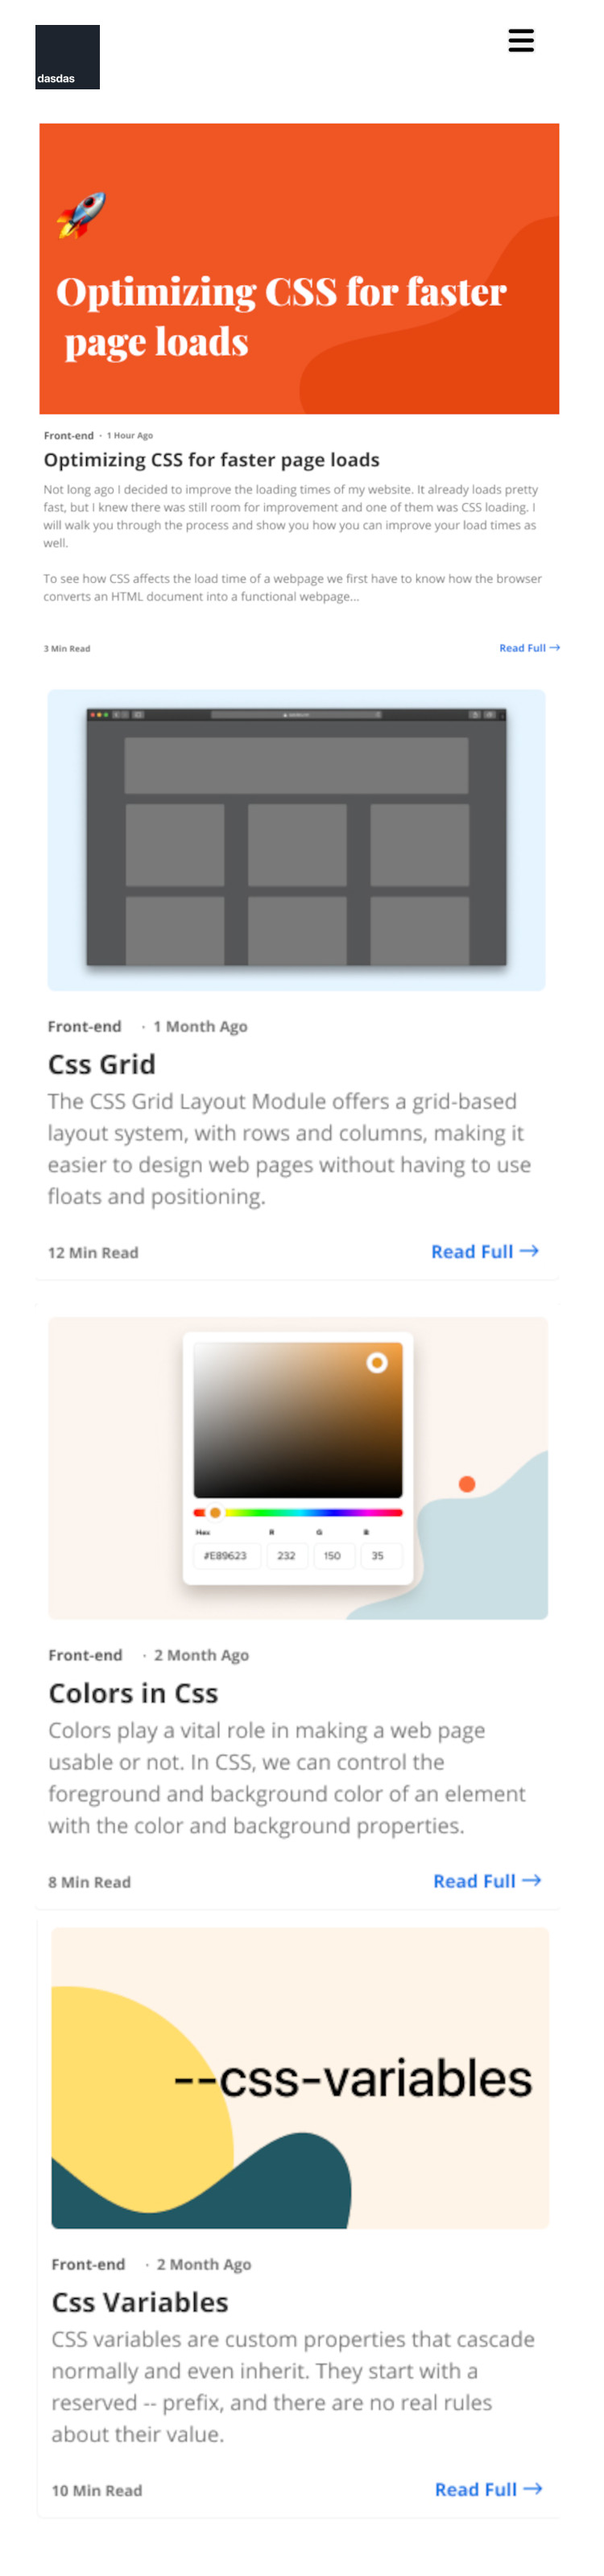 dasdas
Optimizing CSS for faster
page loads
Front-end · 1 Hour Ago
Optimizing CSS for faster page loads
Not long ago I decided to improve the loading times of my website. It already loads pretty
fast, but I knew there was still room for improvement and one of them was CSS loading. I
will walk you through the process and show you how you can improve your load times as
well.
To see how CSS affects the load time of a webpage we first have to know how the browser
converts an HTML document into a functional webpage...
3 Min Read
Read Full →
Front-end · 1 Month Ago
Css Grid
The CSS Grid Layout Module offers a grid-based
layout system, with rows and columns, making it
easier to design web pages without having to use
floats and positioning.
12 Min Read
Read Full →
Hex R G B
#E89623 232 150 35
Front-end · 2 Month Ago
Colors in Css
Colors play a vital role in making a web page
usable or not. In CSS, we can control the
foreground and background color of an element
with the color and background properties.
8 Min Read
Read Full →
--css-variables
Front-end · 2 Month Ago
Css Variables
CSS variables are custom properties that cascade
normally and even inherit. They start with a
reserved -- prefix, and there are no real rules
about their value.
10 Min Read
Read Full →